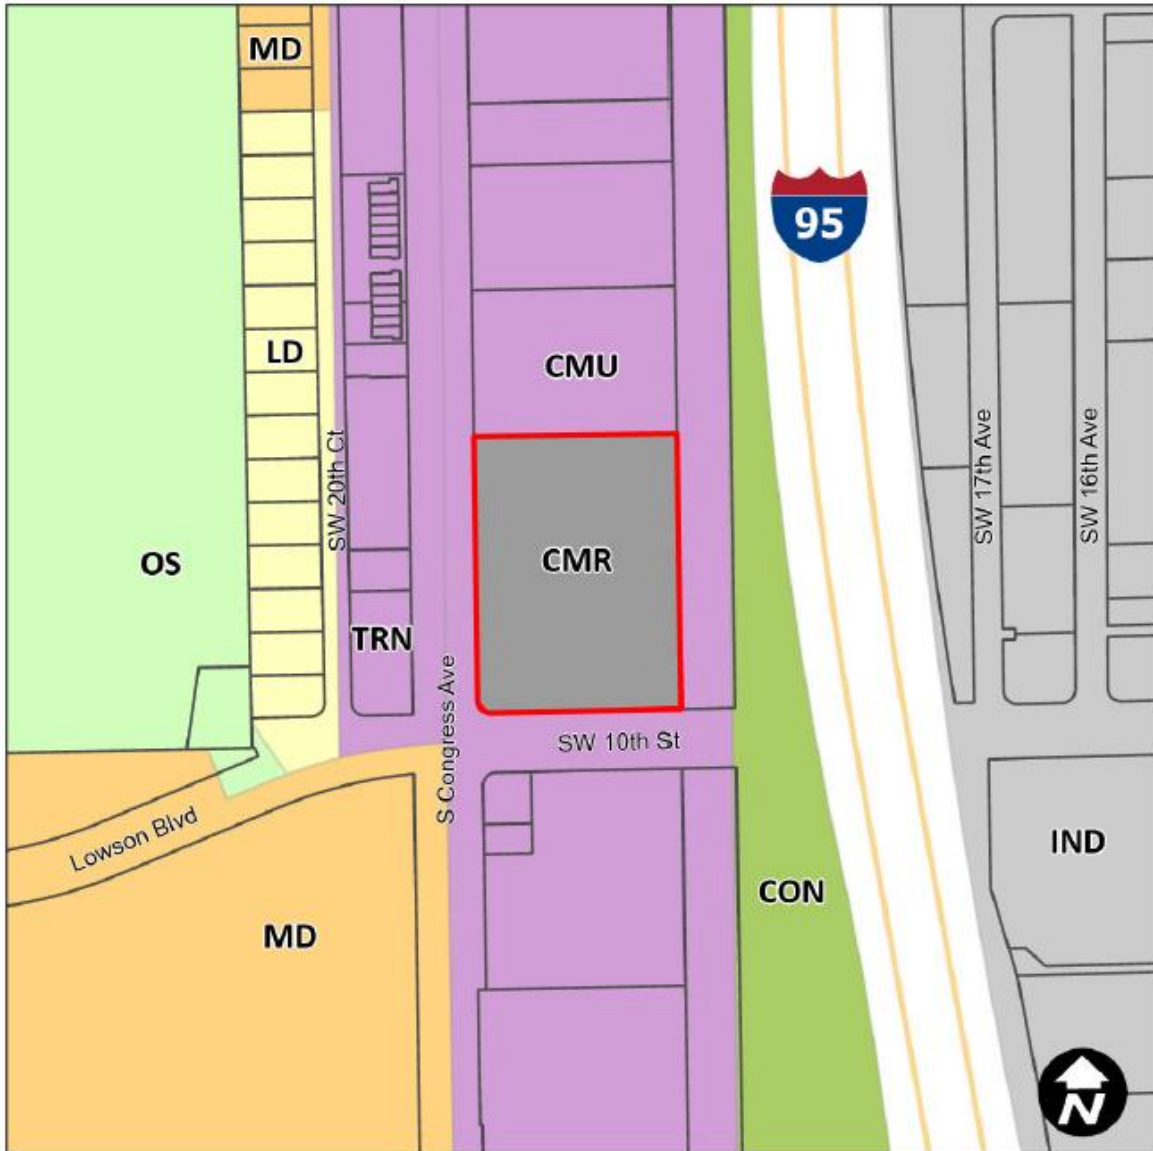 MD
95
CMU
LD
SW 20th Ct
SW 17th Ave
SW 16th Ave
OS
CMR
TRN
S Congress Ave
SW 10th St
Lowson Blvd
IND
CON
MD
N